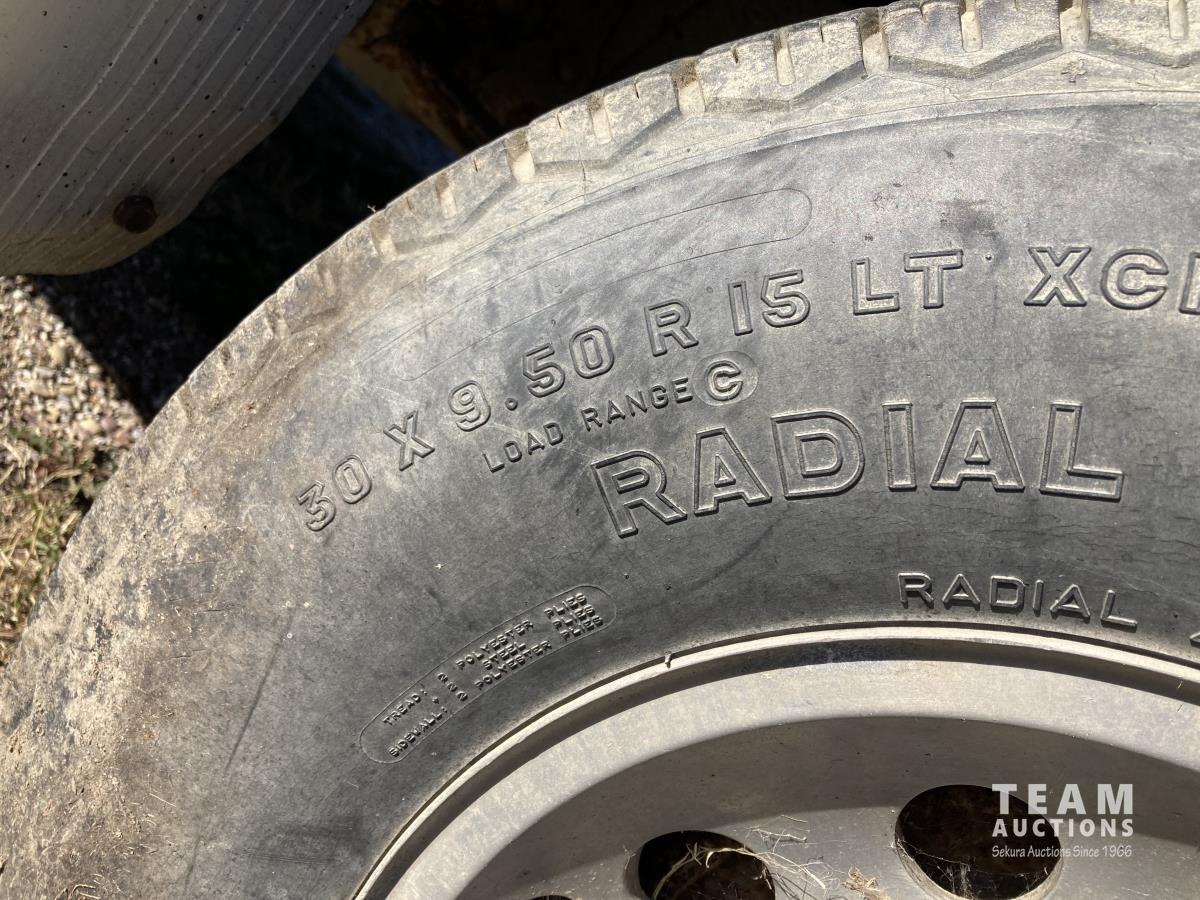 30 X 9.50 R 15 LT XC
LOAD RANGE C
RADIAL
RADIAL
TREAD: 2 POLYESTER PLIES
+ 2 STEEL PLIES
SIDEWALL: 2 POLYESTER PLIES
TEAM
AUCTIONS
Sekura Auctions Since 1966